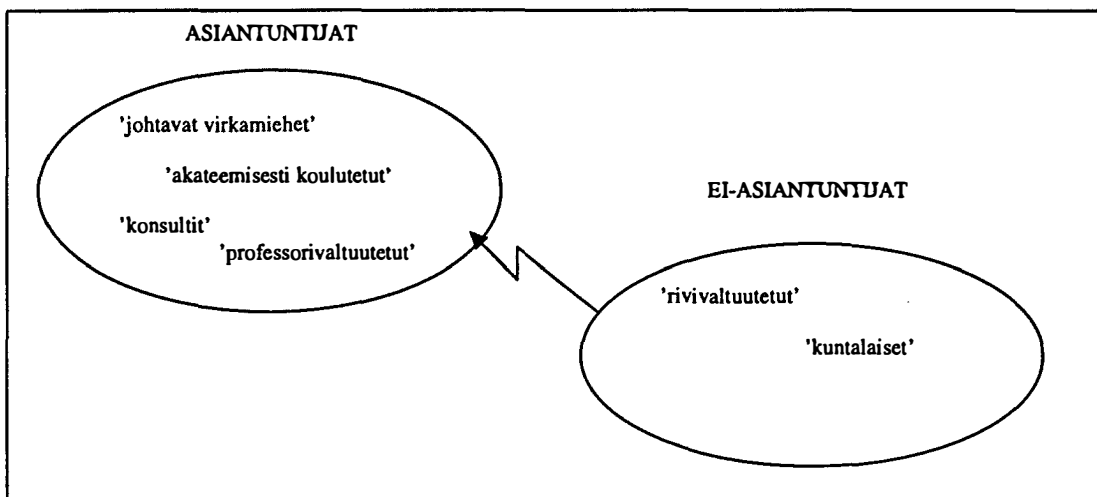 ASIANTUNTIJAT
'johtavat virkamiehet'
'akateemisesti koulutetut'
'konsultit'
'professorivaltuutetut'
EI-ASIANTUNTIJAT
'rivivaltuutetut'
'kuntalaiset'